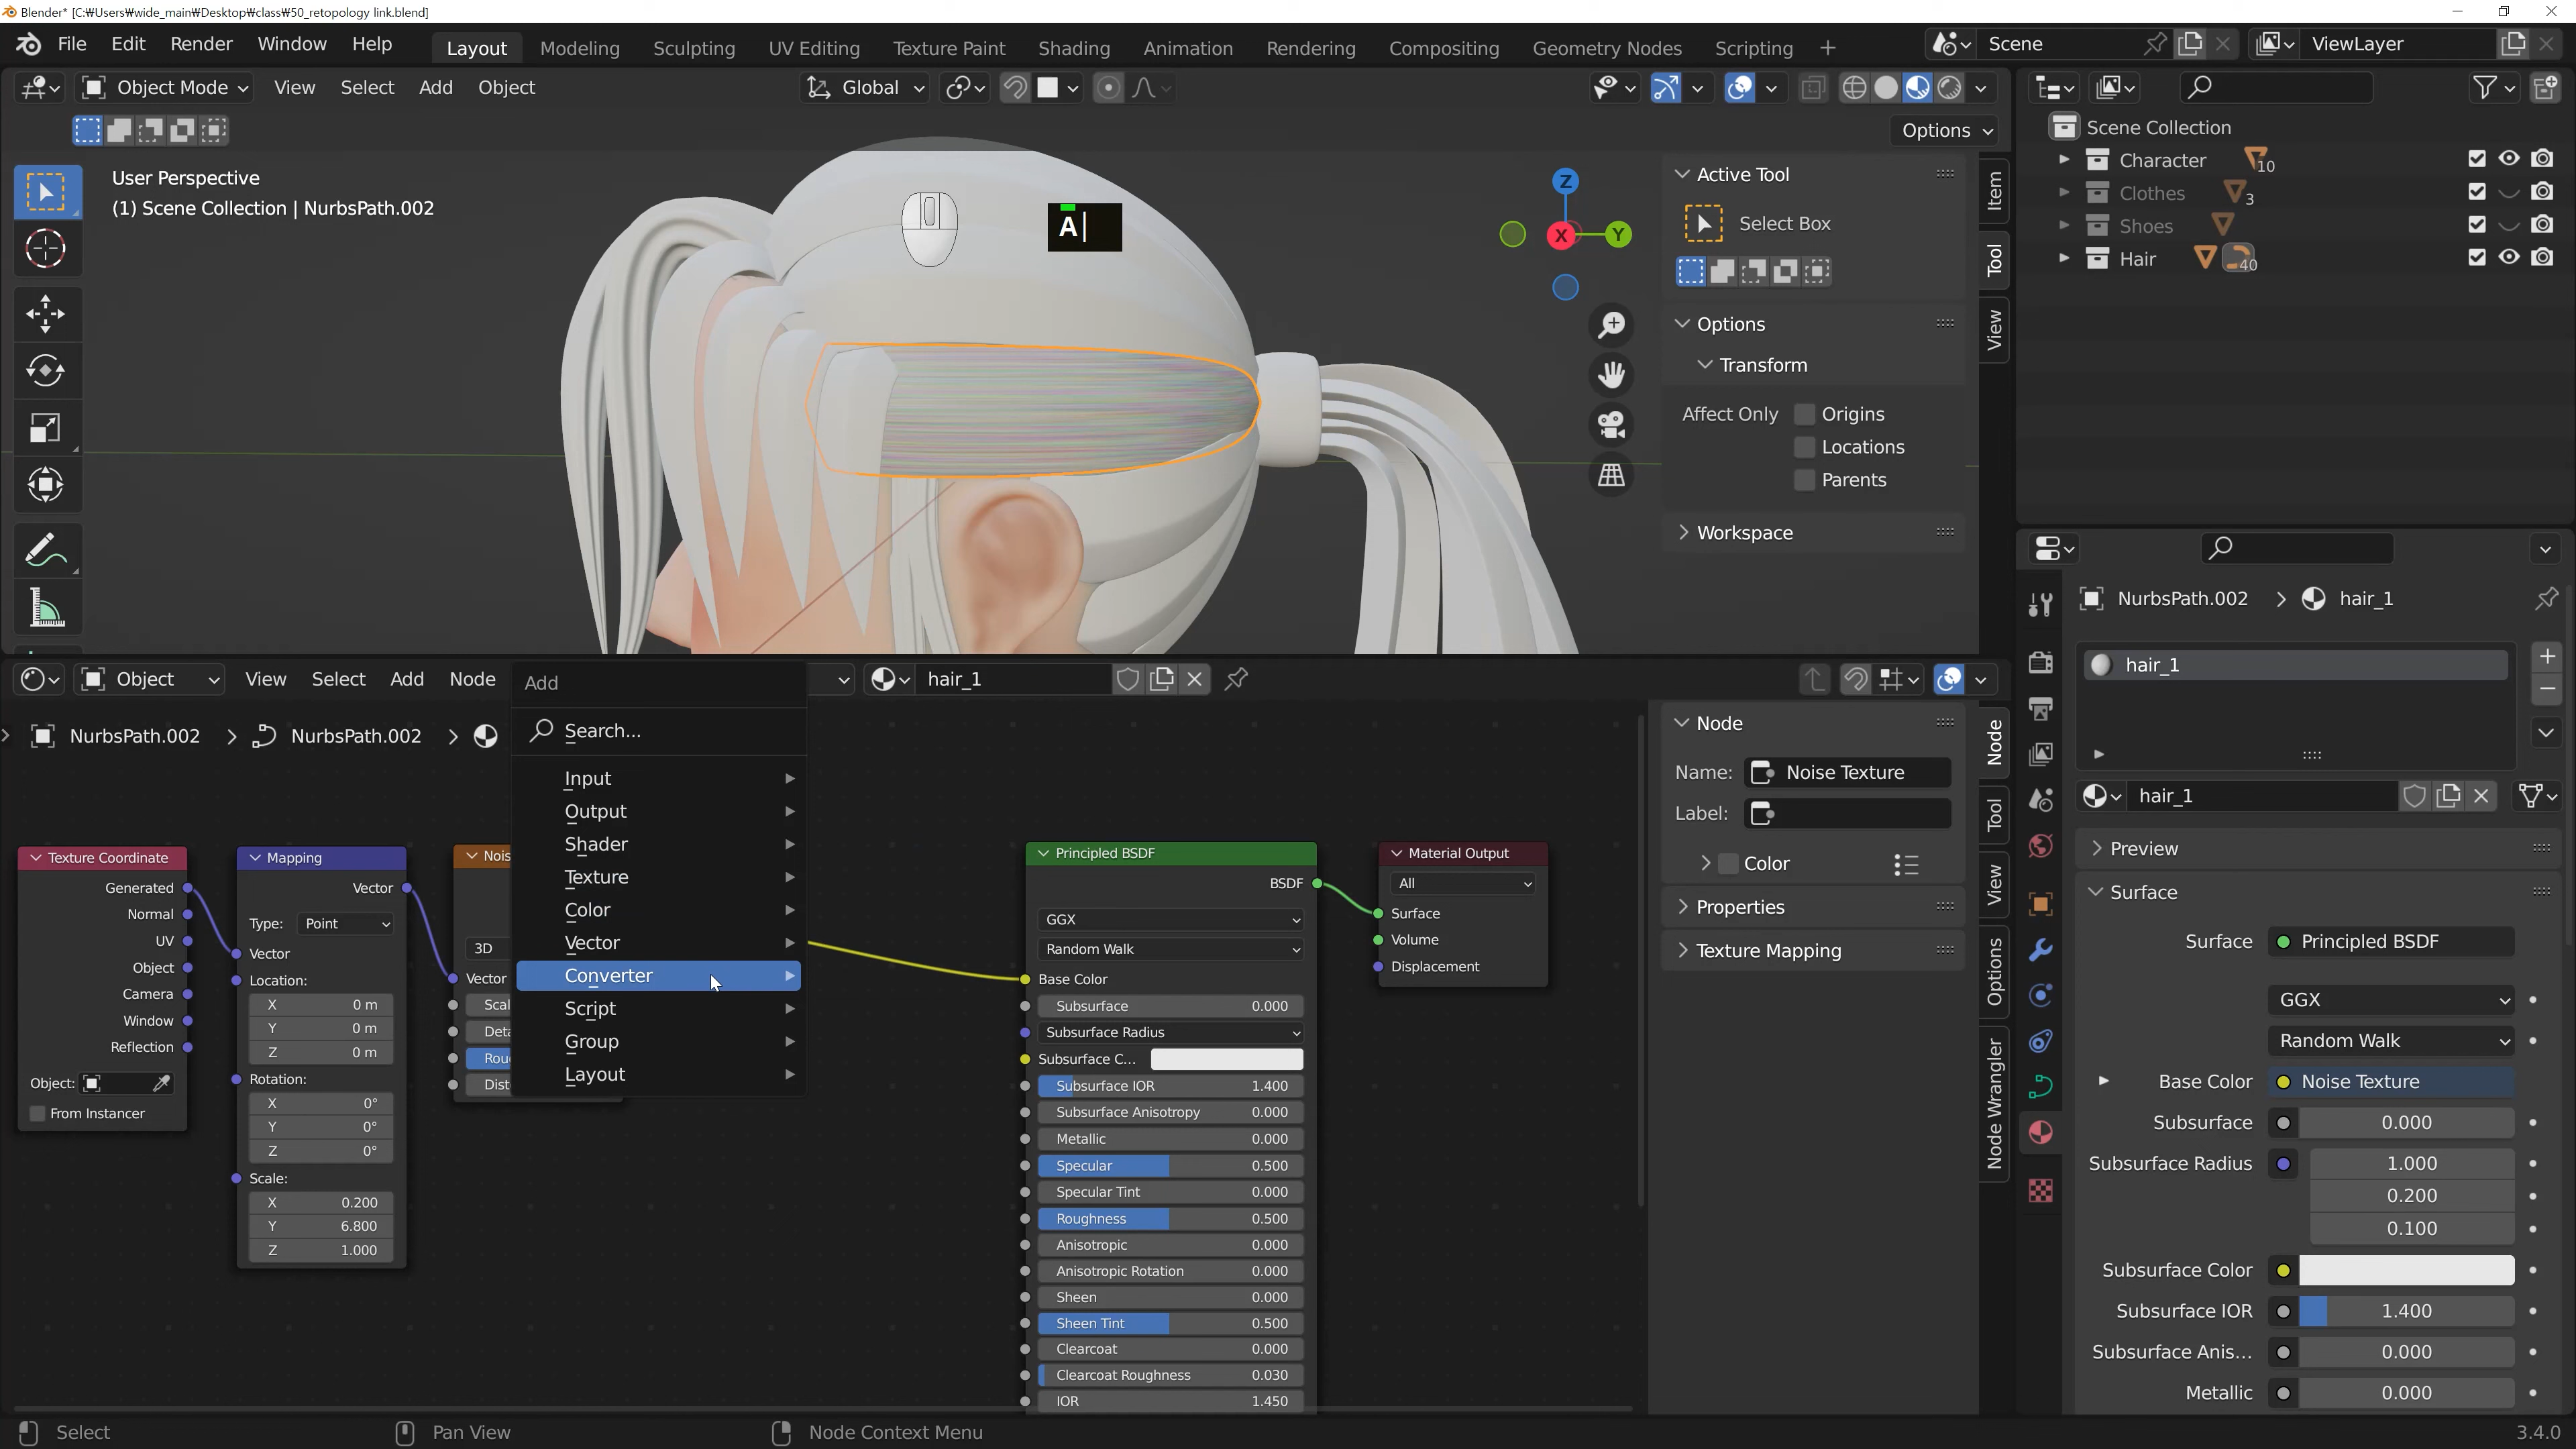 Blender* [C:₩Users₩wide_main₩Desktop₩class₩50_retopology link.blend]
File Edit Render Window Help
Layout Modeling Sculpting UV Editing Texture Paint Shading Animation Rendering Compositing Geometry Nodes Scripting +
Scene
ViewLayer
Object Mode View Select Add Object
Global
Options
User Perspective
(1) Scene Collection | NurbsPath.002
A
Z
X
Y
Active Tool
Select Box
Options
Transform
Affect Only Origins
Locations
Parents
Workspace
Item
Tool
View
Scene Collection
Character 10
Clothes 3
Shoes
Hair 40
NurbsPath.002 > hair_1
hair_1
hair_1
Preview
Surface
Surface Principled BSDF
GGX
Random Walk
Base Color Noise Texture
Subsurface 0.000
Subsurface Radius 1.000
0.200
0.100
Subsurface Color
Subsurface IOR 1.400
Subsurface Anis... 0.000
Metallic 0.000
Object View Select Add Node
hair_1
NurbsPath.002 > NurbsPath.002 >
Add
Search...
Input
Output
Shader
Texture
Color
Vector
Converter
Script
Group
Layout
Texture Coordinate
Generated
Normal
UV
Object
Camera
Window
Reflection
Object:
From Instancer
Mapping
Vector
Type: Point
Vector
Location:
X 0 m
Y 0 m
Z 0 m
Rotation:
X 0°
Y 0°
Z 0°
Scale:
X 0.200
Y 6.800
Z 1.000
Nois
3D
Vector
Scal
Deta
Rou
Dist
Principled BSDF
BSDF
GGX
Random Walk
Base Color
Subsurface 0.000
Subsurface Radius
Subsurface C...
Subsurface IOR 1.400
Subsurface Anisotropy 0.000
Metallic 0.000
Specular 0.500
Specular Tint 0.000
Roughness 0.500
Anisotropic 0.000
Anisotropic Rotation 0.000
Sheen 0.000
Sheen Tint 0.500
Clearcoat 0.000
Clearcoat Roughness 0.030
IOR 1.450
Material Output
All
Surface
Volume
Displacement
Node
Name: Noise Texture
Label:
Color
Properties
Texture Mapping
Node
Tool
View
Options
Node Wrangler
Select
Pan View
Node Context Menu
3.4.0